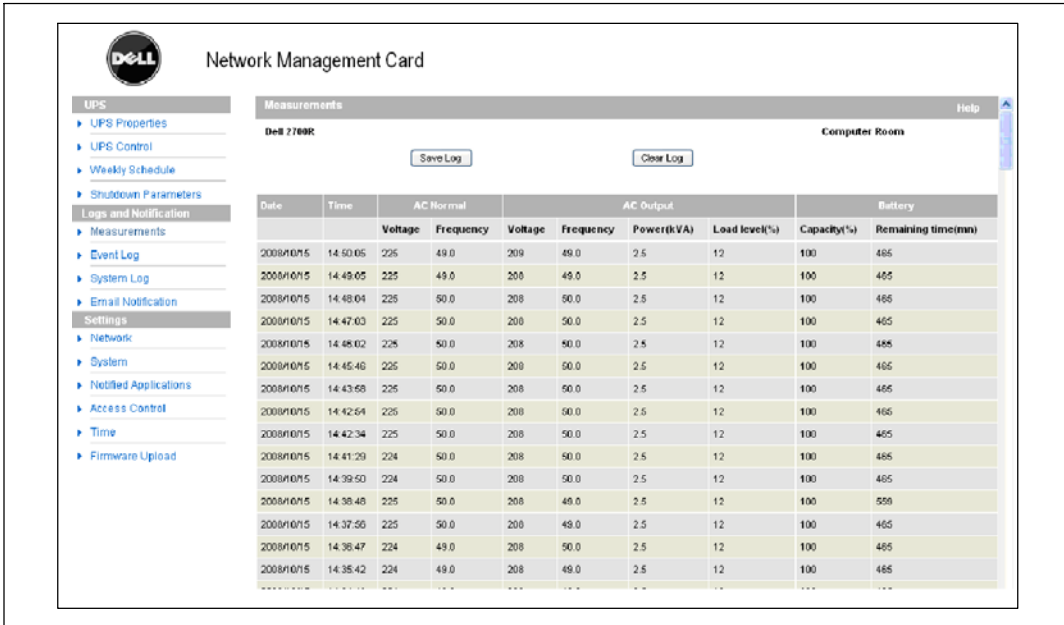 DELL
Network Management Card
UPS
UPS Properties
UPS Control
Weekly Schedule
Shutdown Parameters
Logs and Notification
Measurements
Event Log
System Log
Email Notification
Settings
Network
System
Notified Applications
Access Control
Time
Firmware Upload
Measurements Help
Dell 2700R Computer Room
Save Log Clear Log
Date Time AC Normal AC Output Battery
Voltage Frequency Voltage Frequency Power(kVA) Load level(%) Capacity(%) Remaining time(mn)
2008/10/15 14:50:05 225 49.0 209 49.0 2.5 12 100 465
2008/10/15 14:49:05 225 49.0 208 49.0 2.5 12 100 465
2008/10/15 14:48:04 225 50.0 208 50.0 2.5 12 100 465
2008/10/15 14:47:03 225 50.0 208 50.0 2.5 12 100 465
2008/10/15 14:46:02 225 50.0 208 50.0 2.5 12 100 465
2008/10/15 14:45:46 225 50.0 208 50.0 2.5 12 100 465
2008/10/15 14:43:58 225 50.0 208 50.0 2.5 12 100 465
2008/10/15 14:42:54 225 50.0 208 50.0 2.5 12 100 465
2008/10/15 14:42:34 225 50.0 208 50.0 2.5 12 100 465
2008/10/15 14:41:29 224 50.0 208 50.0 2.5 12 100 465
2008/10/15 14:39:50 224 50.0 208 50.0 2.5 12 100 465
2008/10/15 14:38:48 225 50.0 208 49.0 2.5 12 100 559
2008/10/15 14:37:56 225 50.0 208 49.0 2.5 12 100 465
2008/10/15 14:36:47 224 49.0 208 50.0 2.5 12 100 465
2008/10/15 14:35:42 224 49.0 208 49.0 2.5 12 100 465